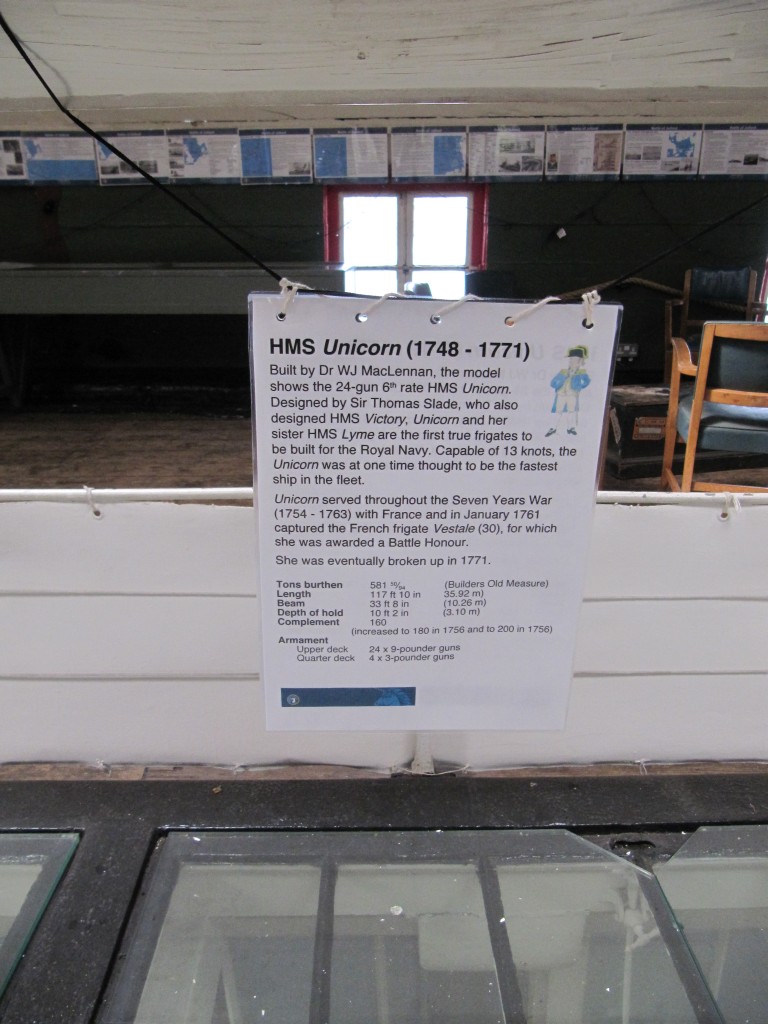 HMS Unicorn (1748 - 1771)
Built by Dr WJ MacLennan, the model
shows the 24-gun 6th rate HMS Unicorn.
Designed by Sir Thomas Slade, who also
designed HMS Victory, Unicorn and her
sister HMS Lyme are the first true frigates to
be built for the Royal Navy. Capable of 13 knots, the
Unicorn was at one time thought to be the fastest
ship in the fleet.
Unicorn served throughout the Seven Years War
(1754 - 1763) with France and in January 1761
captured the French frigate Vestale (30), for which
she was awarded a Battle Honour.
She was eventually broken up in 1771.
Tons burthen 581 (Builders Old Measure)
Length 117 ft 10 in 35.92 m)
Beam 33 ft 8 in (10.26 m)
Depth of hold 10 ft 2 in (3.10 m)
Complement 160
(increased to 180 in 1756 and to 200 in 1756)
Armament
Upper deck 24 x 9-pounder guns
Quarter deck 4 x 3-pounder guns